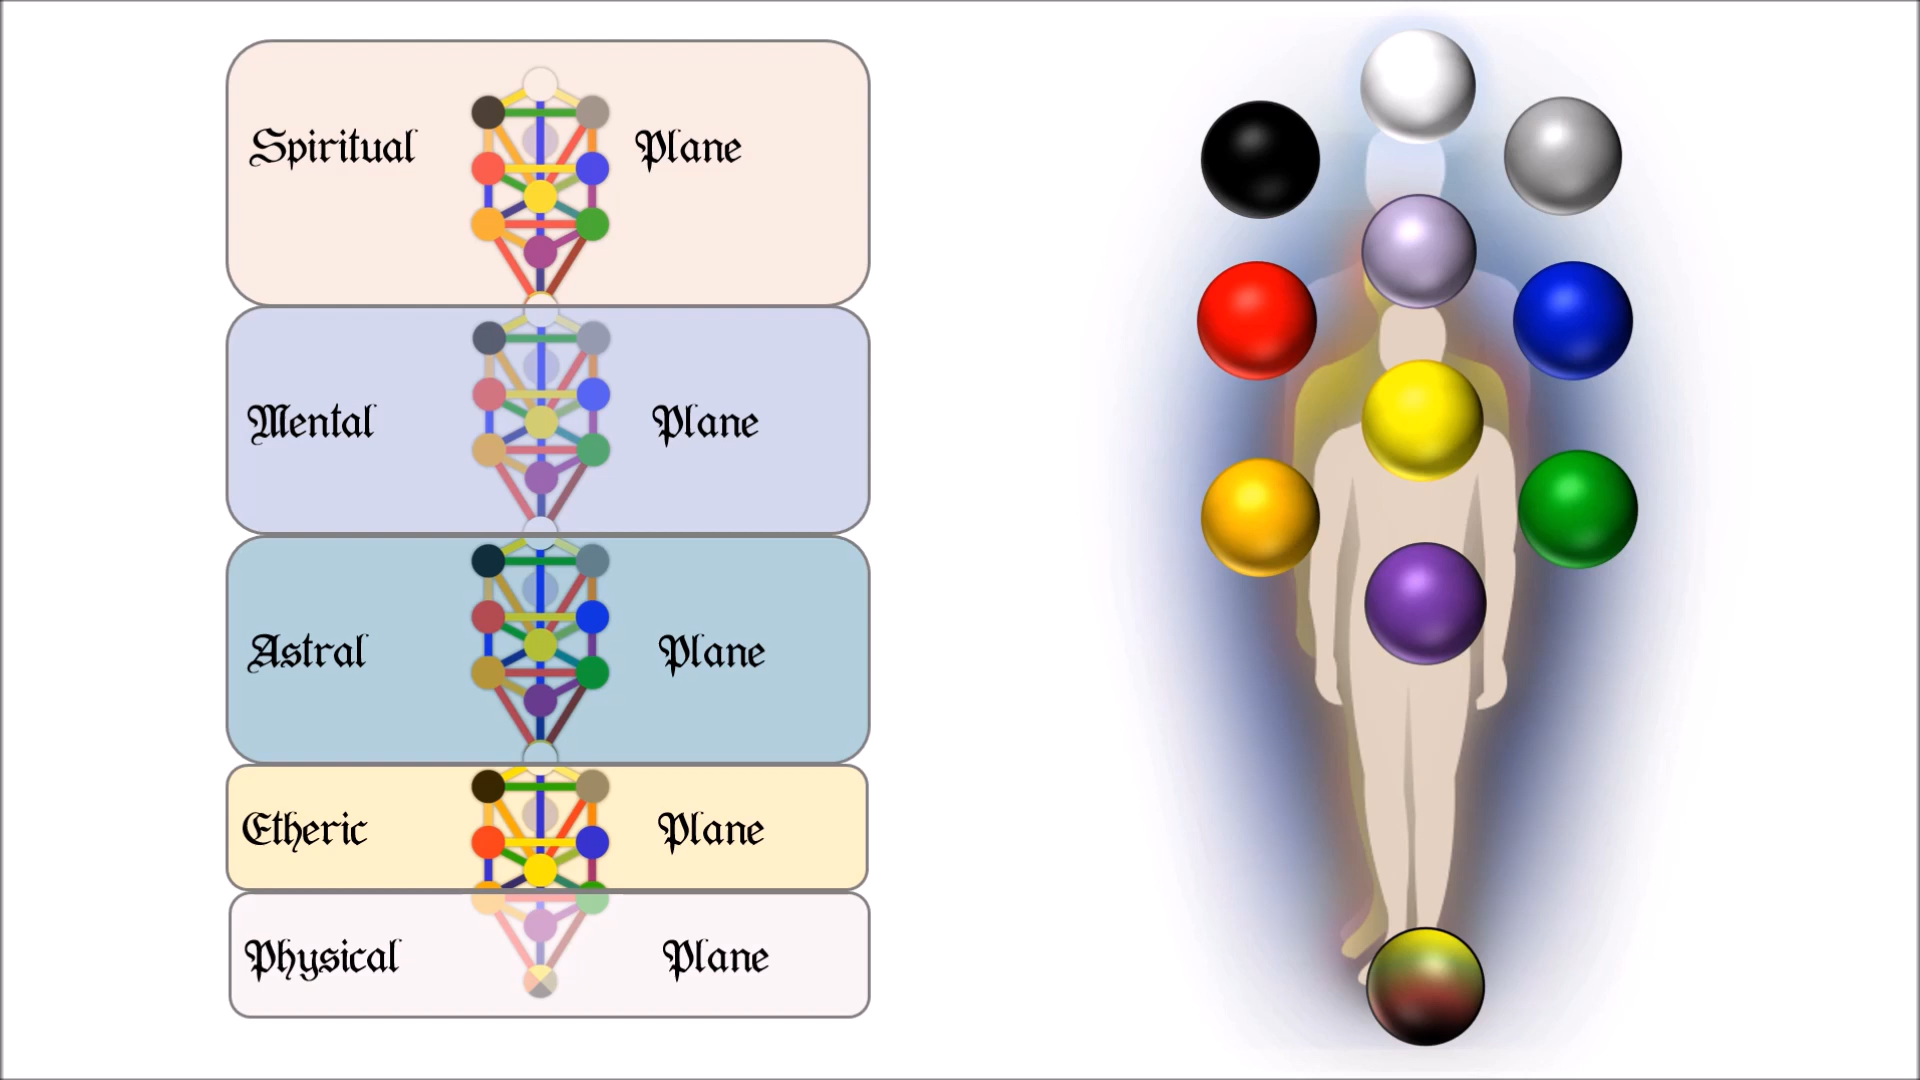 Spiritual Plane
Mental Plane
Astral Plane
Etheric Plane
Physical Plane